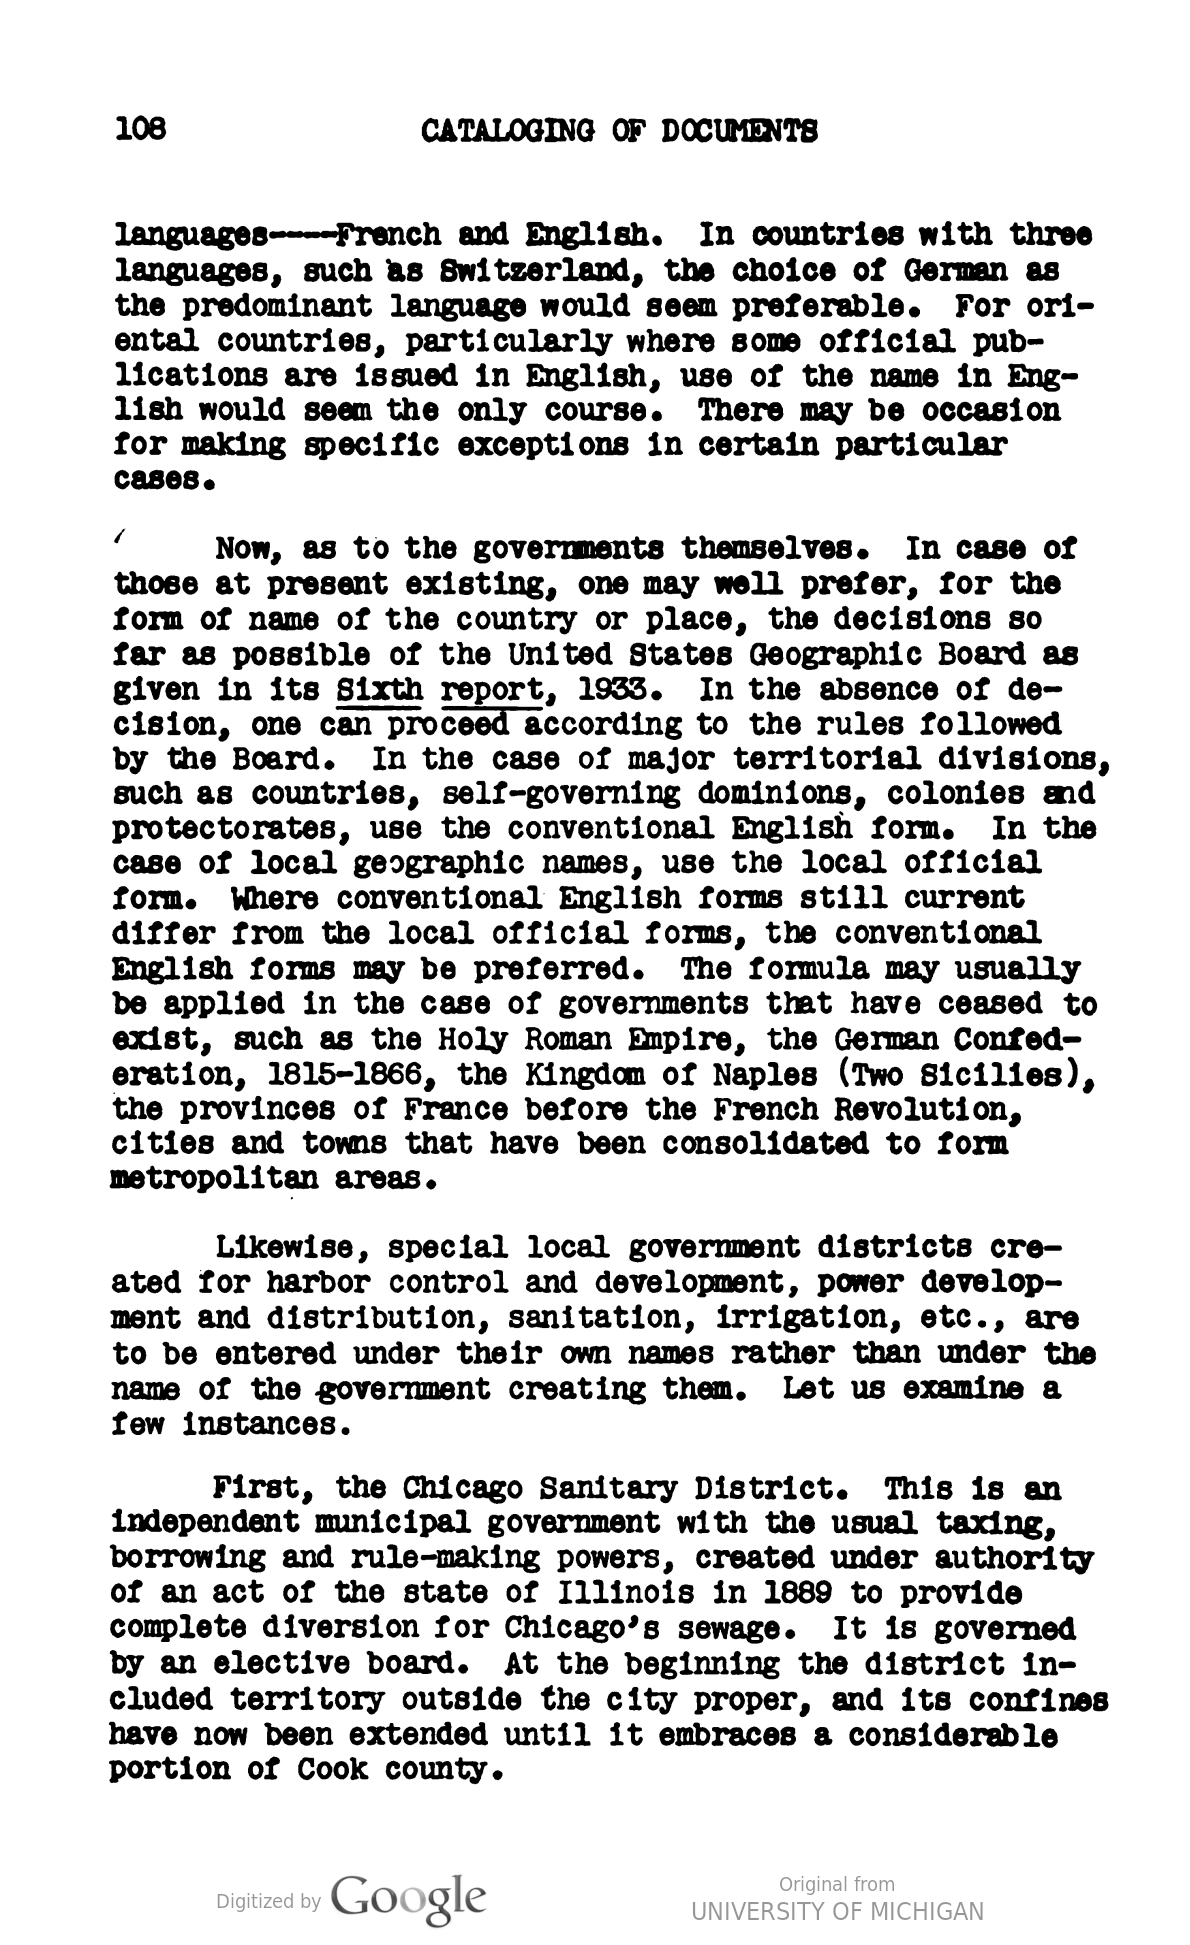 108 CATALOGING OF DOCUMENTS
languages----French and English. In countries with three
languages, such as Switzerland, the choice of German as
the predominant language would seem preferable. For ori-
ental countries, particularly where some official pub-
lications are issued in English, use of the name in Eng-
lish would seem the only course. There may be occasion
for making specific exceptions in certain particular
cases.
Now, as to the governments themselves. In case of
those at present existing, one may well prefer, for the
form of name of the country or place, the decisions so
far as possible of the United States Geographic Board as
given in its Sixth report, 1933. In the absence of de-
cision, one can proceed according to the rules followed
by the Board. In the case of major territorial divisions,
such as countries, self-governing dominions, colonies and
protectorates, use the conventional English form. In the
case of local geographic names, use the local official
form. Where conventional English forms still current
differ from the local official forms, the conventional
English forms may be preferred. The formula may usually
be applied in the case of governments that have ceased to
exist, such as the Holy Roman Empire, the German Confed-
eration, 1815-1866, the Kingdom of Naples (Two Sicilies),
the provinces of France before the French Revolution,
cities and towns that have been consolidated to form
metropolitan areas.
Likewise, special local government districts cre-
ated for harbor control and development, power develop-
ment and distribution, sanitation, irrigation, etc., are
to be entered under their own names rather than under the
name of the government creating them. Let us examine a
few instances.
First, the Chicago Sanitary District. This is an
independent municipal government with the usual taxing,
borrowing and rule-making powers, created under authority
of an act of the state of Illinois in 1889 to provide
complete diversion for Chicago's sewage. It is governed
by an elective board. At the beginning the district in-
cluded territory outside the city proper, and its confines
have now been extended until it embraces a considerable
portion of Cook county.
Digitized by Google
Original from
UNIVERSITY OF MICHIGAN